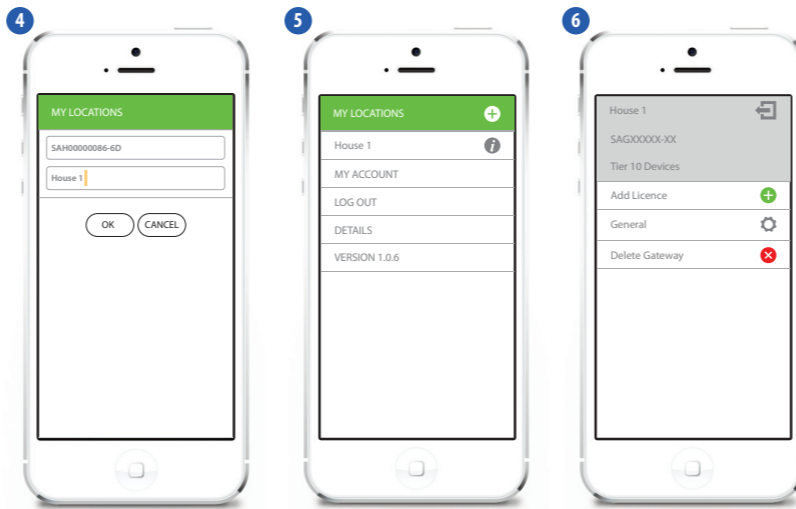 4
MY LOCATIONS
SAH00000086-6D
House 1
OK CANCEL
5
MY LOCATIONS
House 1
MY ACCOUNT
LOG OUT
DETAILS
VERSION 1.0.6
6
House 1
SAGXXXXX-XX
Tier 10 Devices
Add Licence
General
Delete Gateway